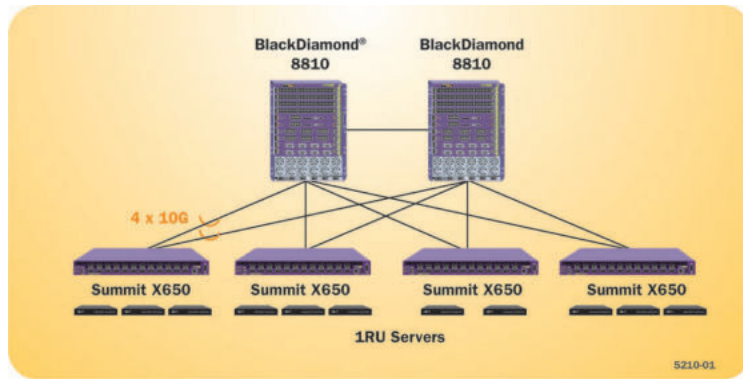 BlackDiamond® BlackDiamond
8810 8810
4 x 10G
Summit X650 Summit X650 Summit X650 Summit X650
1RU Servers
5210-01